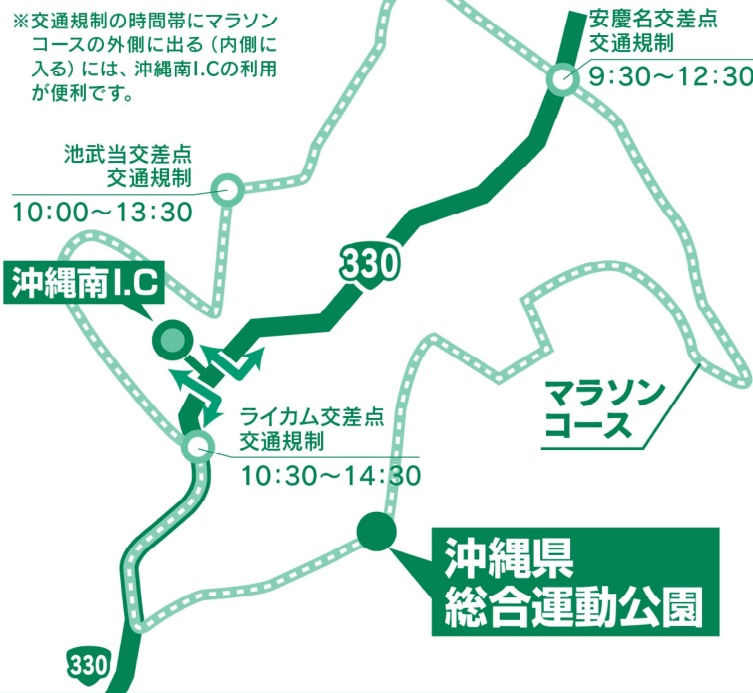 ※交通規制の時間帯にマラソン
コースの外側に出る（内側に
入る）には、沖縄南I.Cの利用
が便利です。
安慶名交差点
交通規制
9:30～12:30
池武当交差点
交通規制
10:00～13:30
330
沖縄南I.C
マラソン
コース
ライカム交差点
交通規制
10:30～14:30
沖縄県
総合運動公園
330